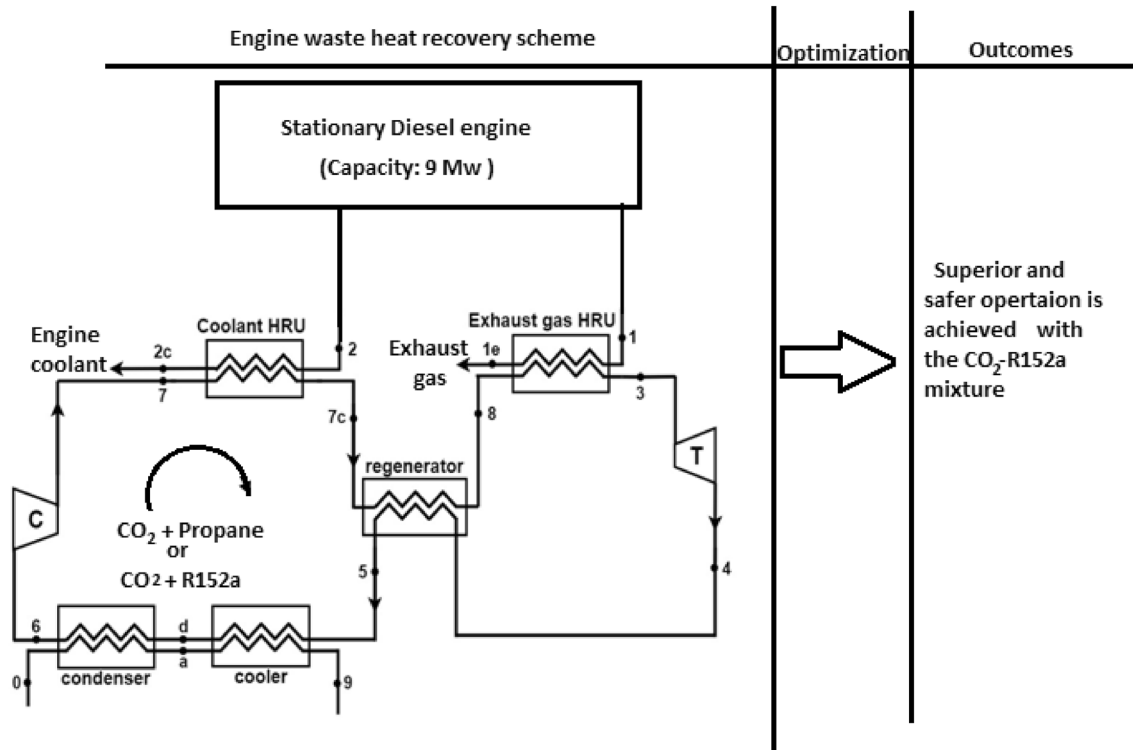 Engine waste heat recovery scheme
Optimization
Outcomes
Stationary Diesel engine
(Capacity: 9 Mw )
Coolant HRU
Exhaust gas HRU
Engine
coolant
2c
2
7
7c
Exhaust
gas
1e
1
8
3
T
regenerator
C
CO₂ + Propane
or
CO2 + R152a
5
4
6
d
a
0
condenser
cooler
9
Superior and
safer opertaion is
achieved with
the CO₂-R152a
mixture